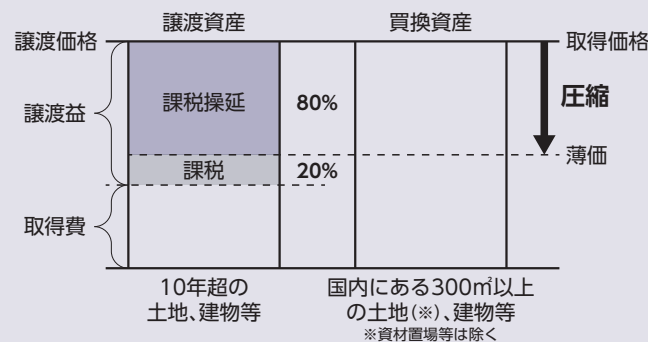 譲渡資産
買換資産
譲渡価格
取得価格
課税操延
80%
圧縮
譲渡益
課税
20%
薄価
取得費
10年超の
土地、建物等
国内にある300㎡以上
の土地(※)、建物等
※資材置場等は除く